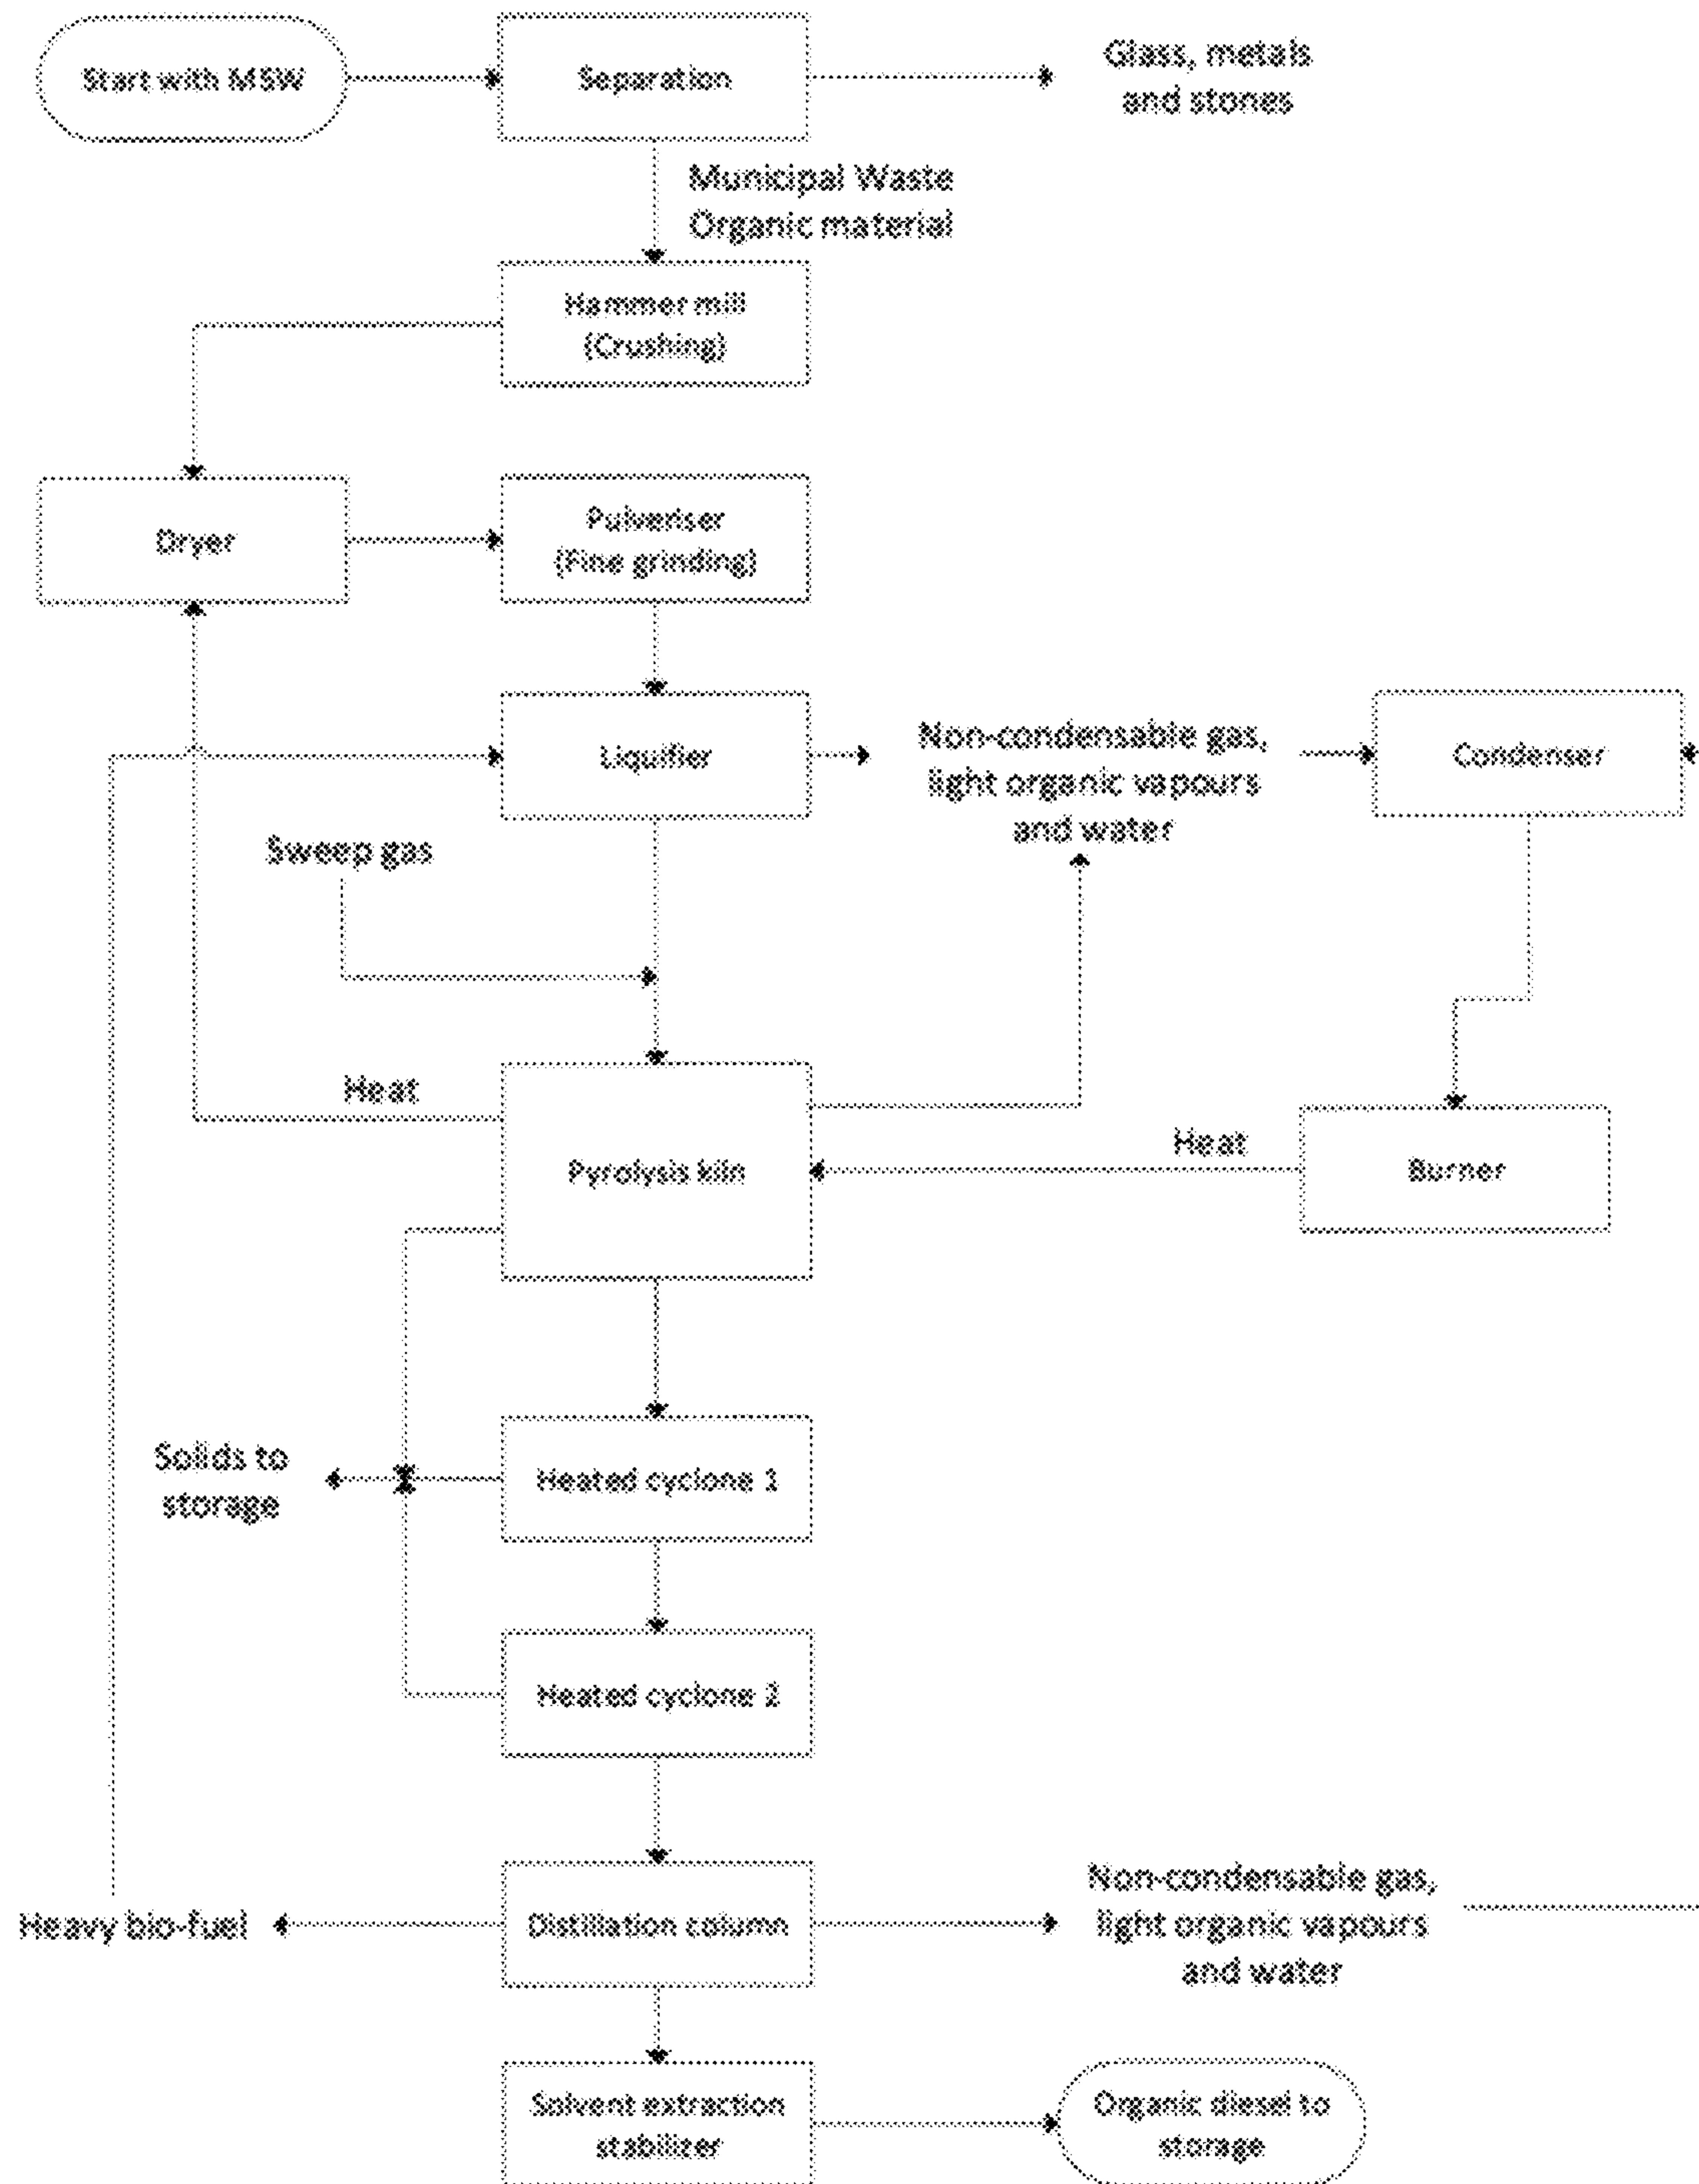 Start with MSW
Separation
Glass, metals
and stones
Municipal Waste
Organic material
Hammer mill
(Crushing)
Dryer
Pulveriser
(Fine grinding)
Liquifier
Non-condensable gas,
light organic vapours
and water
Condenser
Sweep gas
Heat
Pyrolysis kiln
Heat
Burner
Solids to
storage
Heated cyclone 1
Heated cyclone 2
Heavy bio-fuel
Distillation column
Non-condensable gas,
light organic vapours
and water
Solvent extraction
stabilizer
Organic diesel to
storage